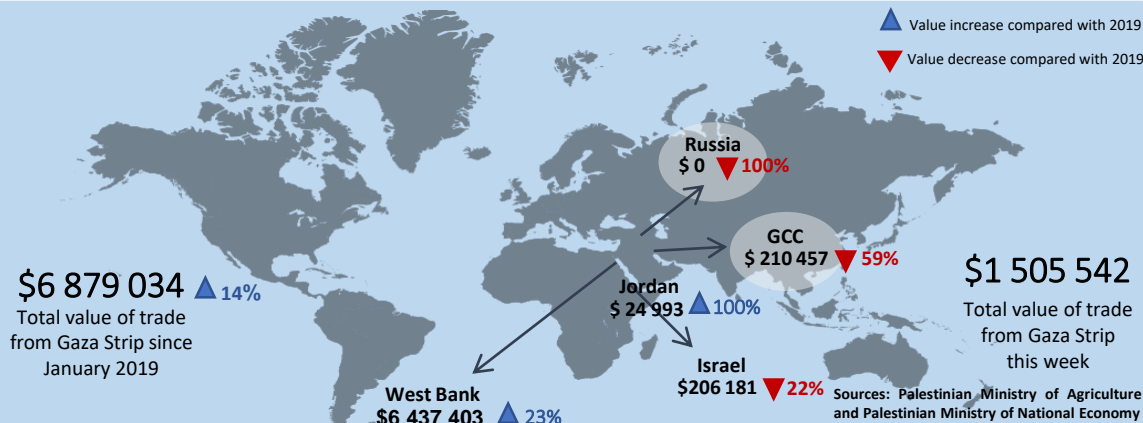 Value increase compared with 2019
Value decrease compared with 2019
Russia
$ 0 100%
GCC
$ 210 457 59%
$6 879 034 14%
Total value of trade
from Gaza Strip since
January 2019
Jordan
$ 24 993 100%
$1 505 542
Total value of trade
from Gaza Strip
this week
Israel
$206 181 22%
West Bank
$6 437 403 23%
Sources: Palestinian Ministry of Agriculture
and Palestinian Ministry of National Economy